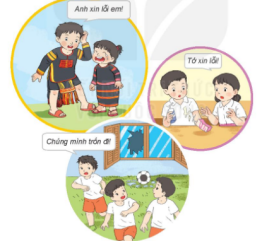 Anh xin lỗi em!
Tớ xin lỗi!
Chúng mình trốn đi!